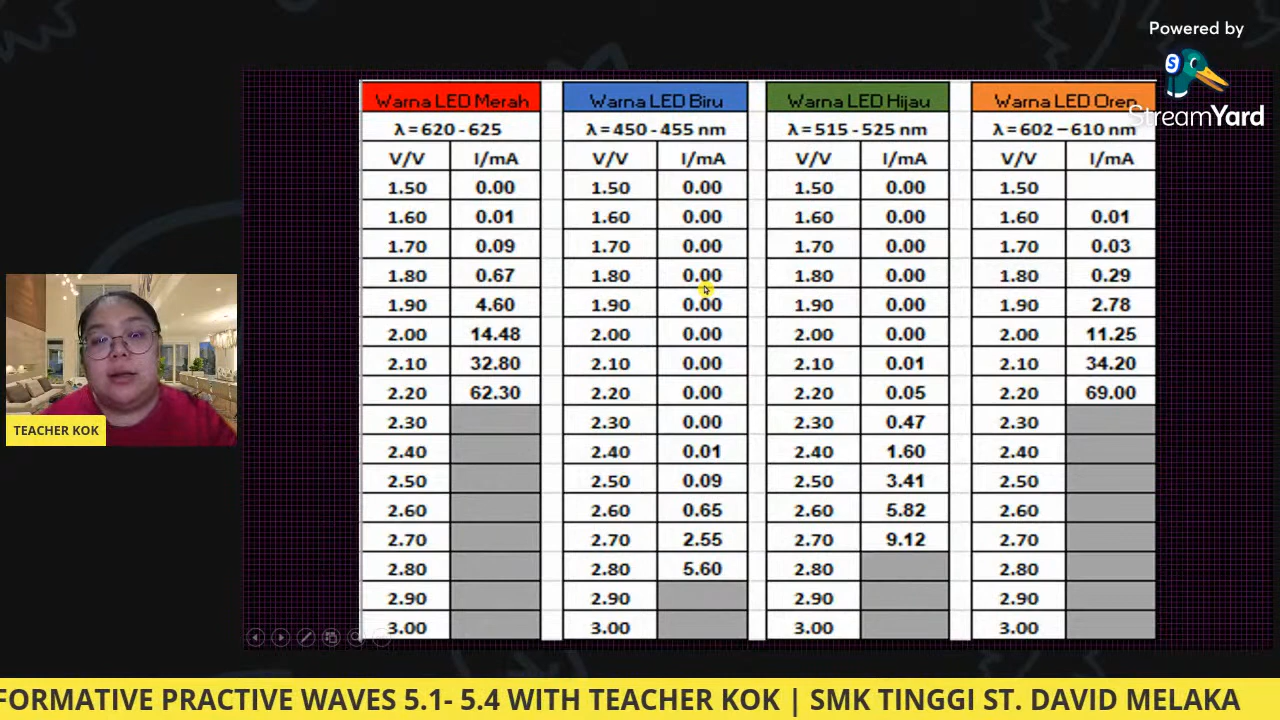 Powered by
StreamYard
Warna LED Merah Warna LED Biru Warna LED Hijau Warna LED Oren
λ = 620 - 625 λ = 450 - 455 nm λ = 515 - 525 nm λ = 602 – 610 nm
V/V I/mA V/V I/mA V/V I/mA V/V I/mA
1.50 0.00 1.50 0.00 1.50 0.00 1.50
1.60 0.01 1.60 0.00 1.60 0.00 1.60 0.01
1.70 0.09 1.70 0.00 1.70 0.00 1.70 0.03
1.80 0.67 1.80 0.00 1.80 0.00 1.80 0.29
1.90 4.60 1.90 0.00 1.90 0.00 1.90 2.78
2.00 14.48 2.00 0.00 2.00 0.00 2.00 11.25
2.10 32.80 2.10 0.00 2.10 0.01 2.10 34.20
2.20 62.30 2.20 0.00 2.20 0.05 2.20 69.00
2.30 2.30 0.00 2.30 0.47 2.30
2.40 2.40 0.01 2.40 1.60 2.40
2.50 2.50 0.09 2.50 3.41 2.50
2.60 2.60 0.65 2.60 5.82 2.60
2.70 2.70 2.55 2.70 9.12 2.70
2.80 2.80 5.60 2.80 2.80
2.90 2.90 2.90 2.90
3.00 3.00 3.00 3.00
TEACHER KOK
FORMATIVE PRACTIVE WAVES 5.1- 5.4 WITH TEACHER KOK | SMK TINGGI ST. DAVID MELAKA